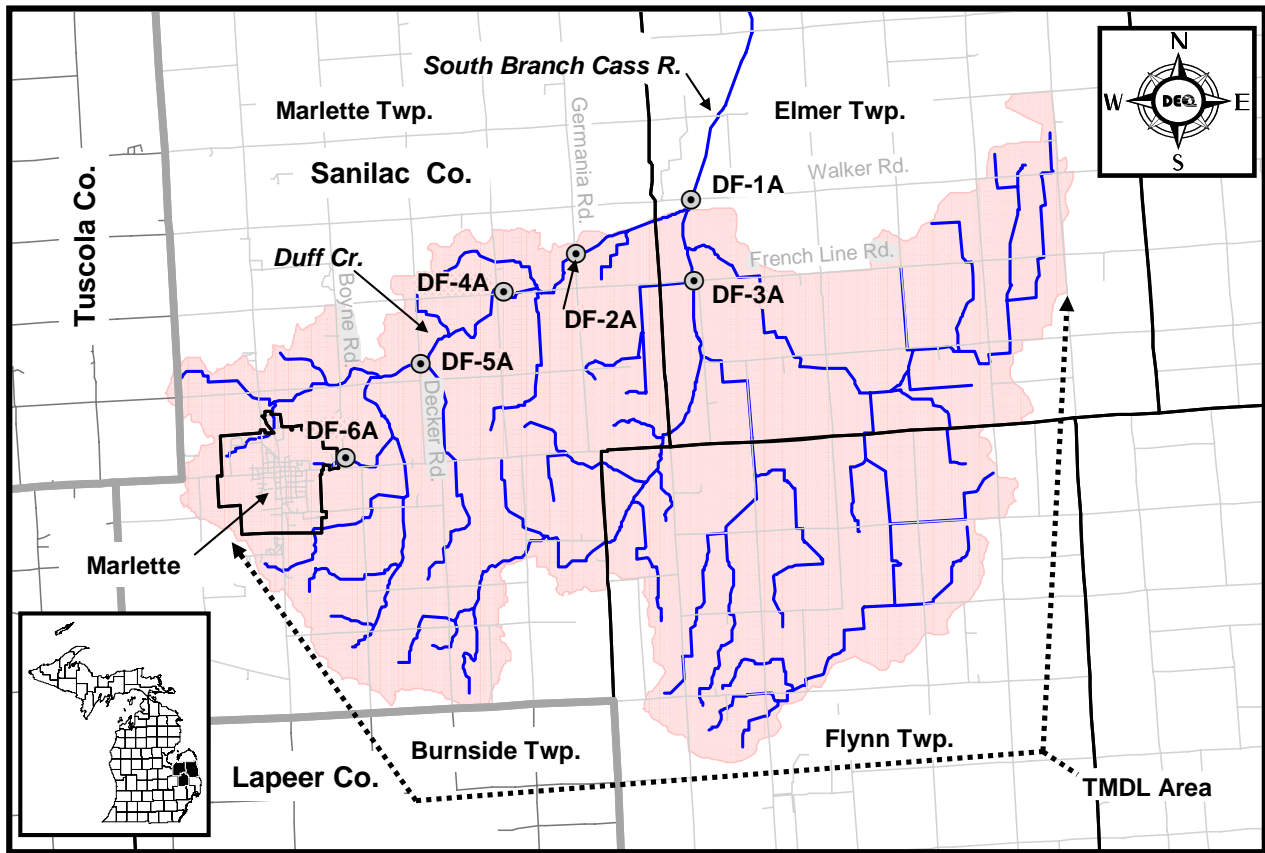 South Branch Cass R.
Marlette Twp.
Elmer Twp.
N
W
DEQ
E
S
Germania Rd.
Walker Rd.
Sanilac Co.
Tuscola Co.
DF-1A
Duff Cr.
French Line Rd.
Boyne Rd.
DF-4A
DF-2A
DF-3A
DF-5A
Decker Rd.
DF-6A
Marlette
Burnside Twp.
Flynn Twp.
Lapeer Co.
TMDL Area